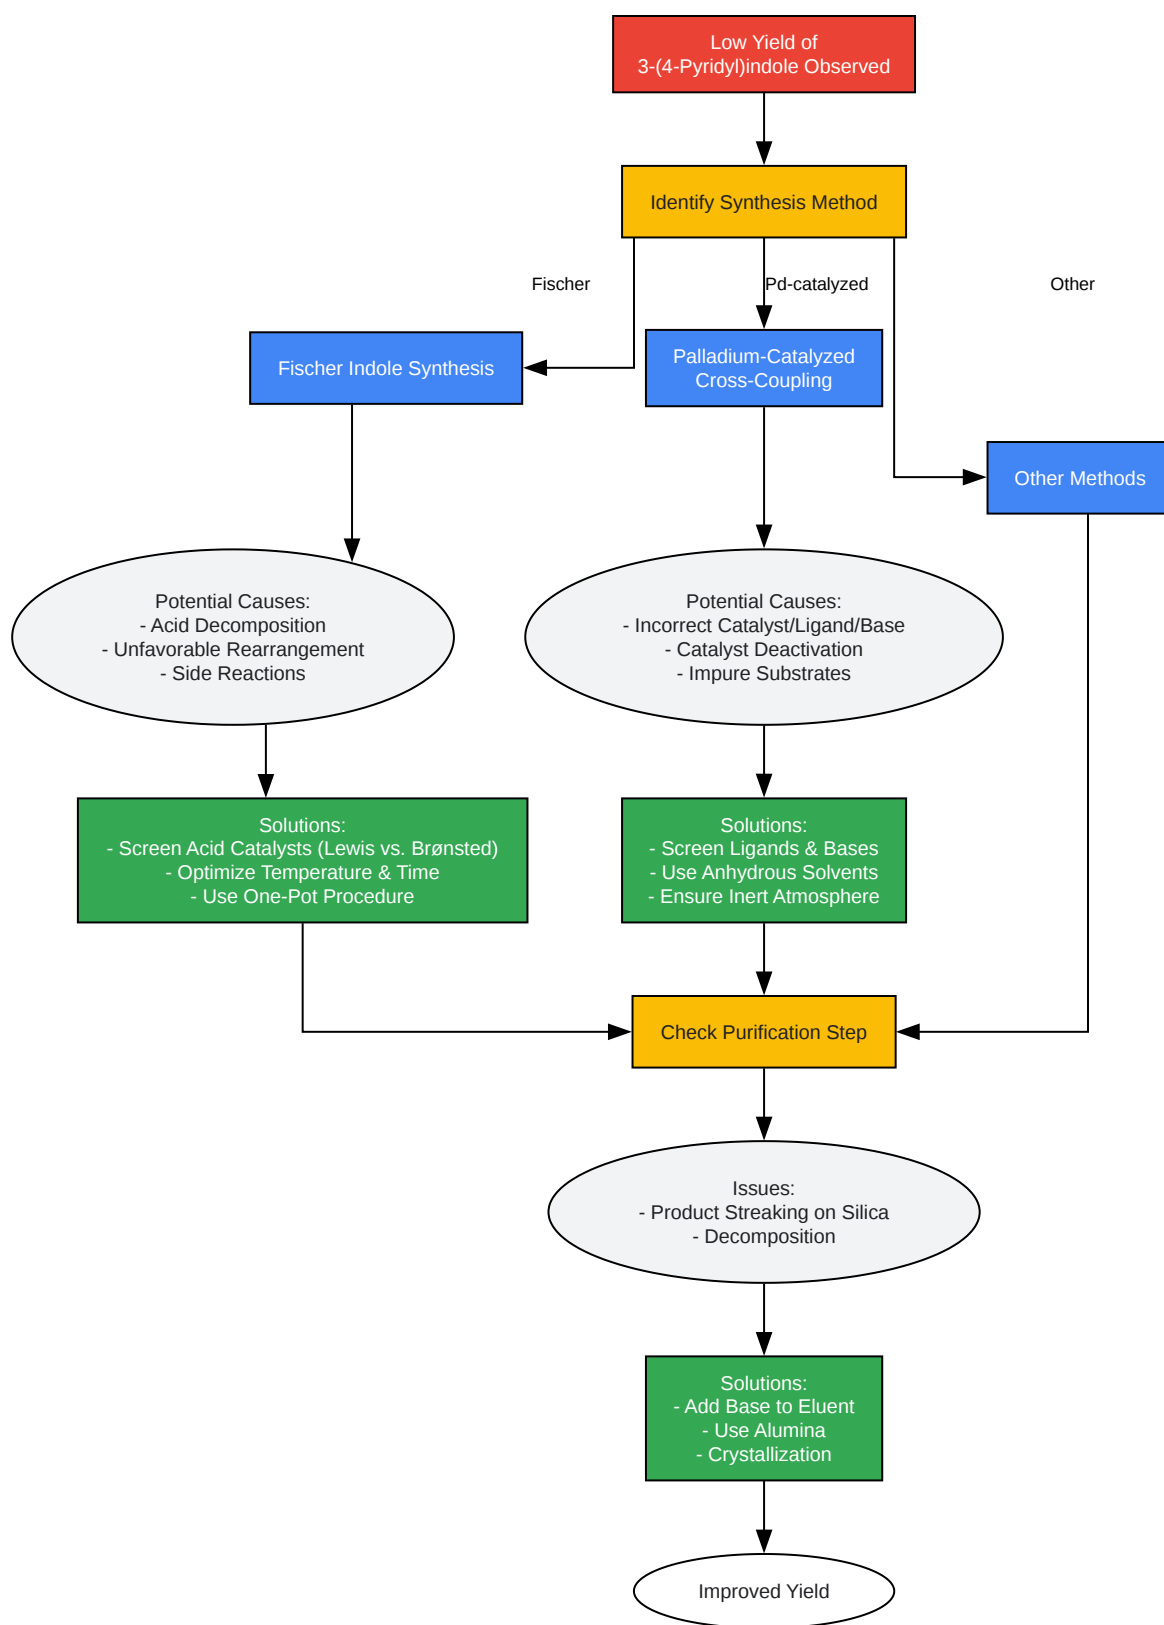 Low Yield of
3-(4-Pyridyl)indole Observed
Identify Synthesis Method
Fischer
Pd-catalyzed
Other
Fischer Indole Synthesis
Palladium-Catalyzed
Cross-Coupling
Other Methods
Potential Causes:
- Acid Decomposition
- Unfavorable Rearrangement
- Side Reactions
Potential Causes:
- Incorrect Catalyst/Ligand/Base
- Catalyst Deactivation
- Impure Substrates
Solutions:
- Screen Acid Catalysts (Lewis vs. Brønsted)
- Optimize Temperature & Time
- Use One-Pot Procedure
Solutions:
- Screen Ligands & Bases
- Use Anhydrous Solvents
- Ensure Inert Atmosphere
Check Purification Step
Issues:
- Product Streaking on Silica
- Decomposition
Solutions:
- Add Base to Eluent
- Use Alumina
- Crystallization
Improved Yield